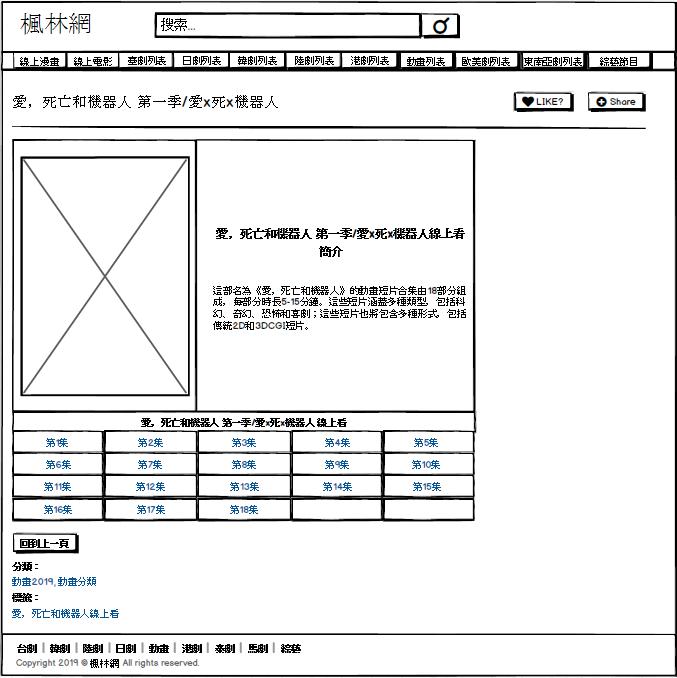 楓林網
搜索...
線上漫畫 線上電影 臺劇列表 日劇列表 韓劇列表 陸劇列表 港劇列表 動畫列表 歐美劇列表 東南亞劇列表 綜藝節目
愛，死亡和機器人 第一季/愛x死x機器人
LIKE?
Share
愛，死亡和機器人 第一季/愛x死x機器人線上看
簡介
這部名為《愛，死亡和機器人》的動畫短片合集由18部分組
成，每部分時長5-15分鐘。這些短片涵蓋多種類型，包括科
幻、奇幻、恐怖和喜劇；這些短片也將包含多種形式，包括
傳統2D和3DCGI短片。
愛，死亡和機器人 第一季/愛x死x機器人 線上看
第1集 第2集 第3集 第4集 第5集
第6集 第7集 第8集 第9集 第10集
第11集 第12集 第13集 第14集 第15集
第16集 第17集 第18集
回到上一頁
分類：
動畫2019, 動畫分類
標籤：
愛，死亡和機器人線上看
台劇 | 韓劇 | 陸劇 | 日劇 | 動畫 | 港劇 | 泰劇 | 馬劇 | 綜藝
Copyright 2019 © 楓林網 All rights reserved.